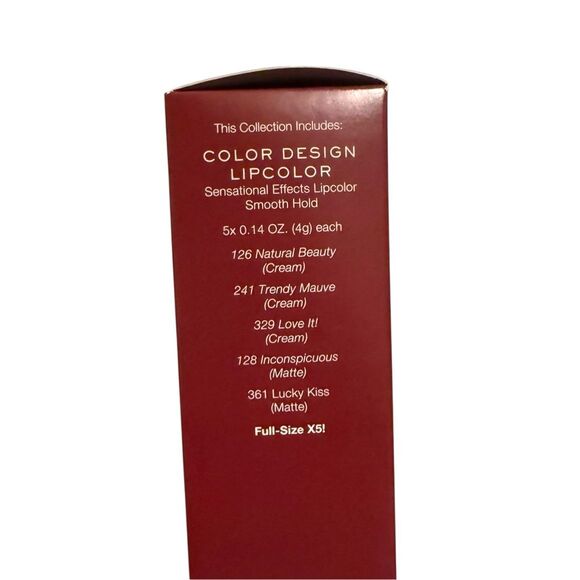 This Collection Includes:
COLOR DESIGN
LIPCOLOR
Sensational Effects Lipcolor
Smooth Hold
5x 0.14 OZ. (4g) each
126 Natural Beauty
(Cream)
241 Trendy Mauve
(Cream)
329 Love It!
(Cream)
128 Inconspicuous
(Matte)
361 Lucky Kiss
(Matte)
Full-Size X5!